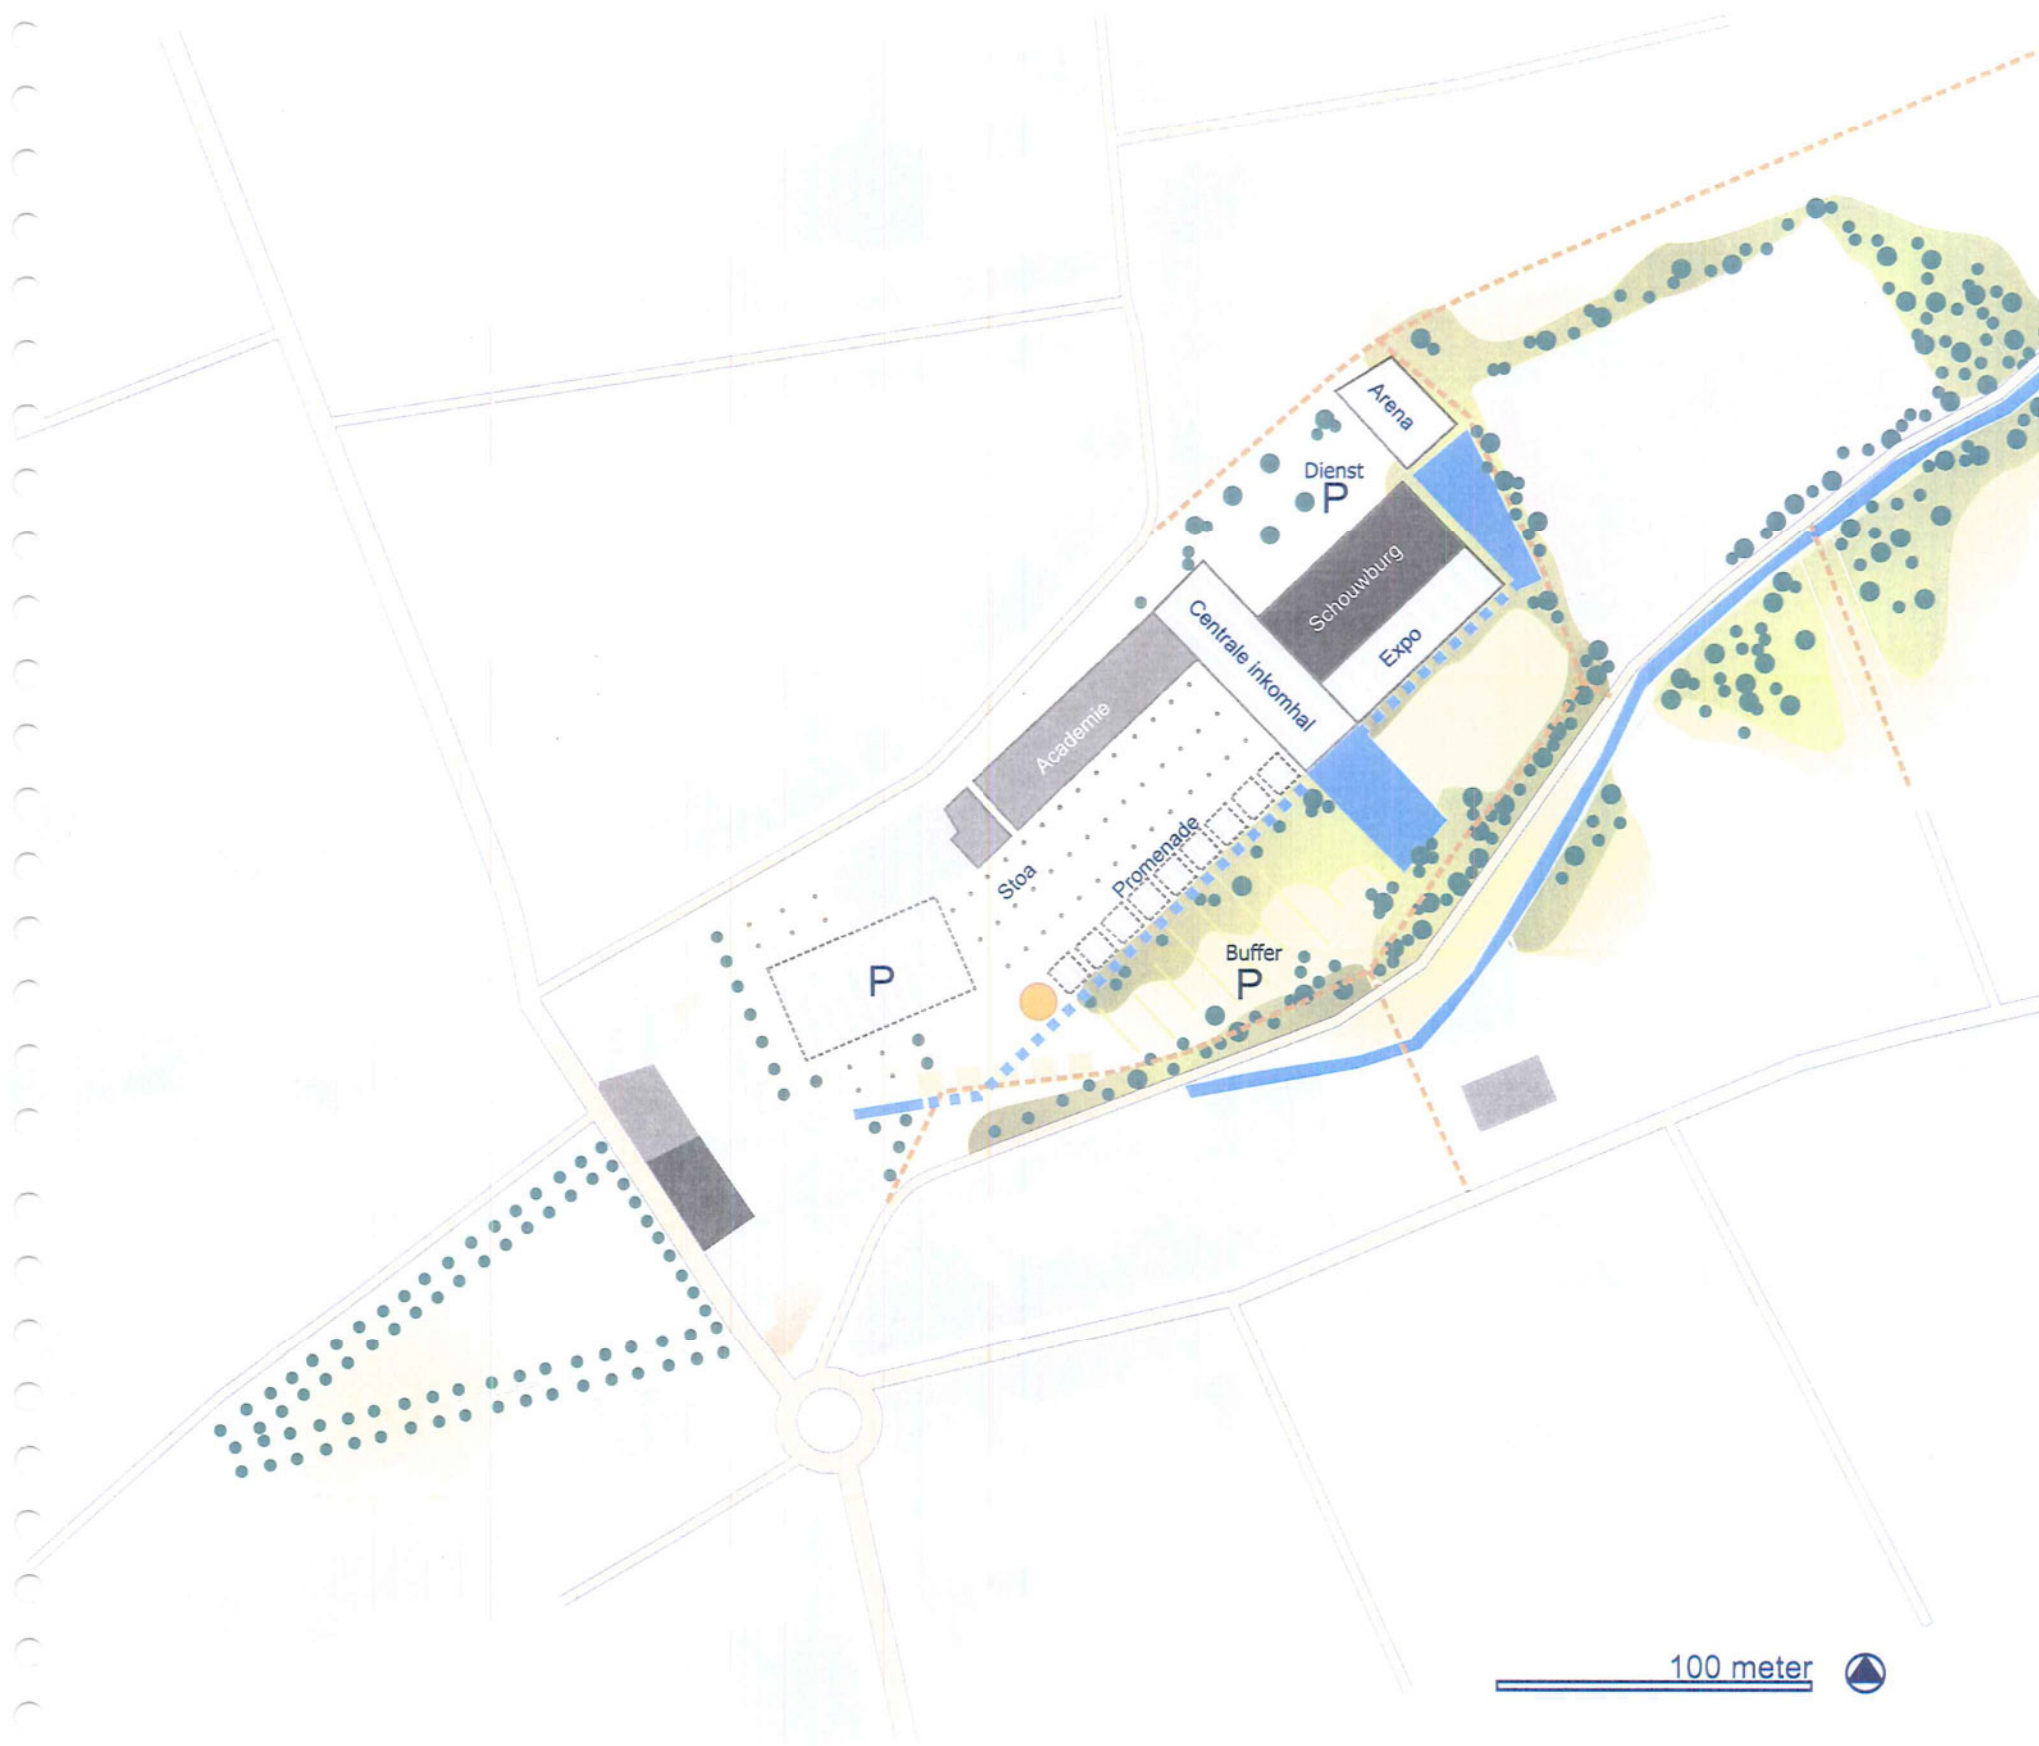 Arena
Dienst
P
Schouwburg
Centrale inkomhal
Expo
Academie
Promenade
Stoa
P
Buffer
P
100 meter